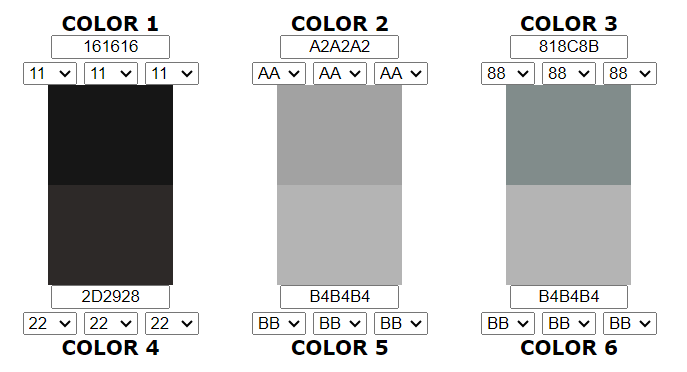 COLOR 1 COLOR 2 COLOR 3
161616 A2A2A2 818C8B
11 11 11 AA AA AA 88 88 88
2D2928 B4B4B4 B4B4B4
22 22 22 BB BB BB BB BB BB
COLOR 4 COLOR 5 COLOR 6